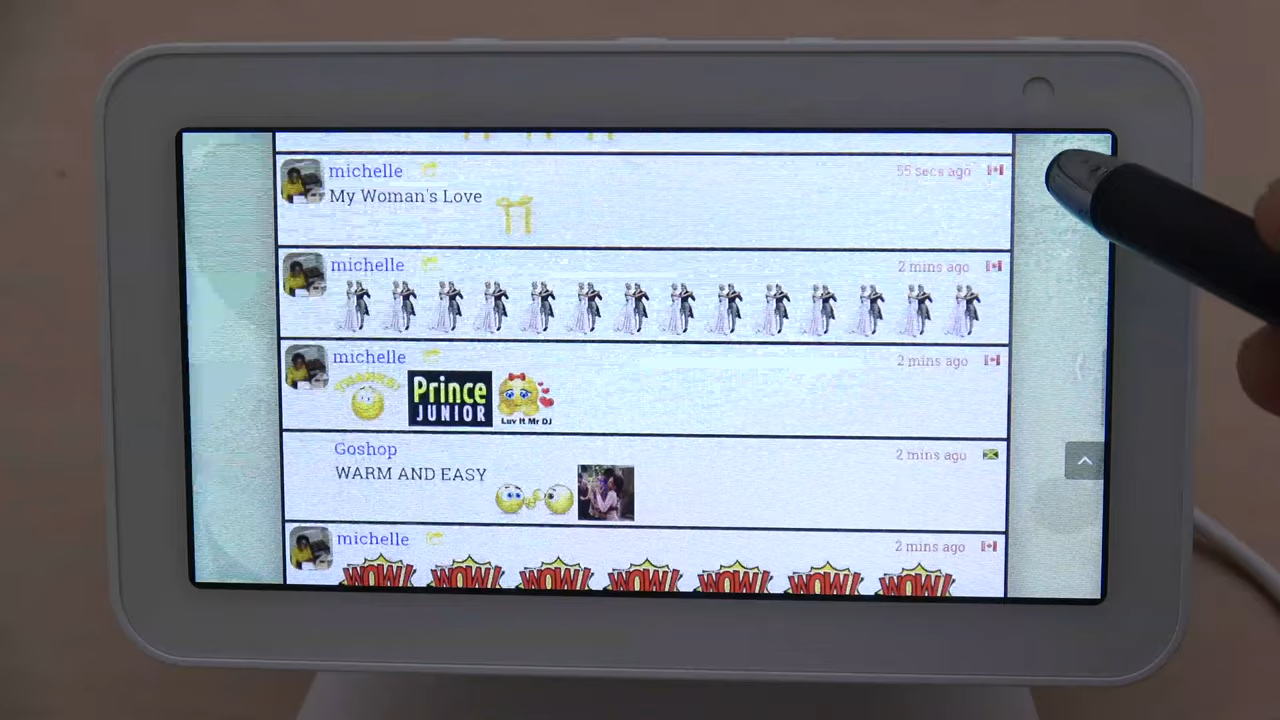 michelle
55 secs ago
My Woman's Love
michelle
2 mins ago
michelle
2 mins ago
THANKS!
Prince
JUNIOR
Luv It Mr DJ
Goshop
2 mins ago
WARM AND EASY
michelle
2 mins ago
WOW! WOW! WOW! WOW! WOW! WOW! WOW!